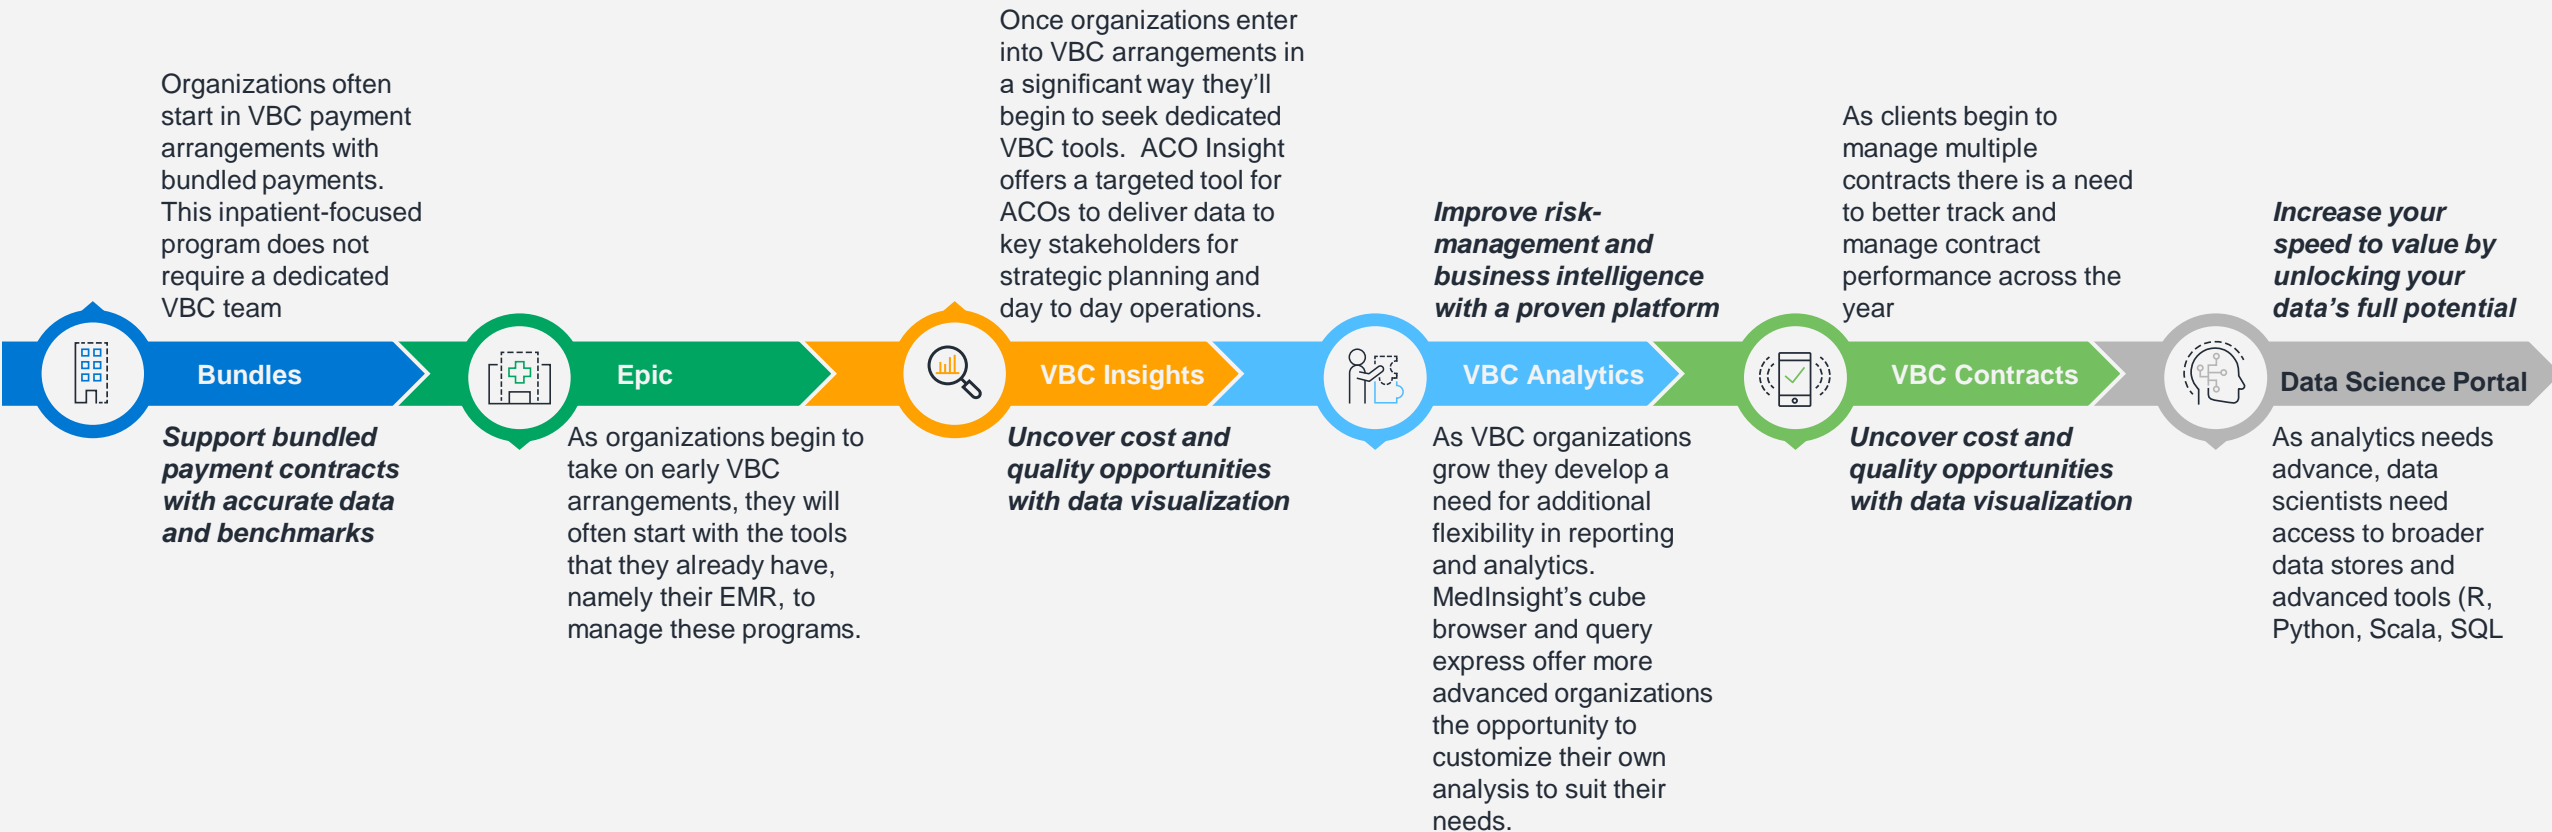 Organizations often
start in VBC payment
arrangements with
bundled payments.
This inpatient-focused
program does not
require a dedicated
VBC team
Bundles
Support bundled
payment contracts
with accurate data
and benchmarks
Epic
As organizations begin to
take on early VBC
arrangements, they will
often start with the tools
that they already have,
namely their EMR, to
manage these programs.
Once organizations enter
into VBC arrangements in
a significant way they’ll
begin to seek dedicated
VBC tools.  ACO Insight
offers a targeted tool for
ACOs to deliver data to
key stakeholders for
strategic planning and
day to day operations.
VBC Insights
Uncover cost and
quality opportunities
with data visualization
Improve risk-
management and
business intelligence
with a proven platform
VBC Analytics
As VBC organizations
grow they develop a
need for additional
flexibility in reporting
and analytics.
MedInsight’s cube
browser and query
express offer more
advanced organizations
the opportunity to
customize their own
analysis to suit their
needs.
As clients begin to
manage multiple
contracts there is a need
to better track and
manage contract
performance across the
year
VBC Contracts
Uncover cost and
quality opportunities
with data visualization
Increase your
speed to value by
unlocking your
data’s full potential
Data Science Portal
As analytics needs
advance, data
scientists need
access to broader
data stores and
advanced tools (R,
Python, Scala, SQL